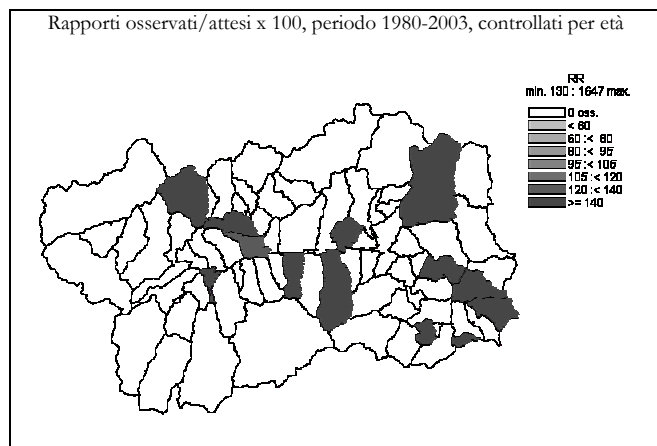 Rapporti osservati/attesi x 100, periodo 1980-2003, controllati per età
RR
min. 130 : 1647 max.
0 oss.
< 60
60 :< 80
80 :< 95
95 :< 105
105 :< 120
120 :< 140
>= 140